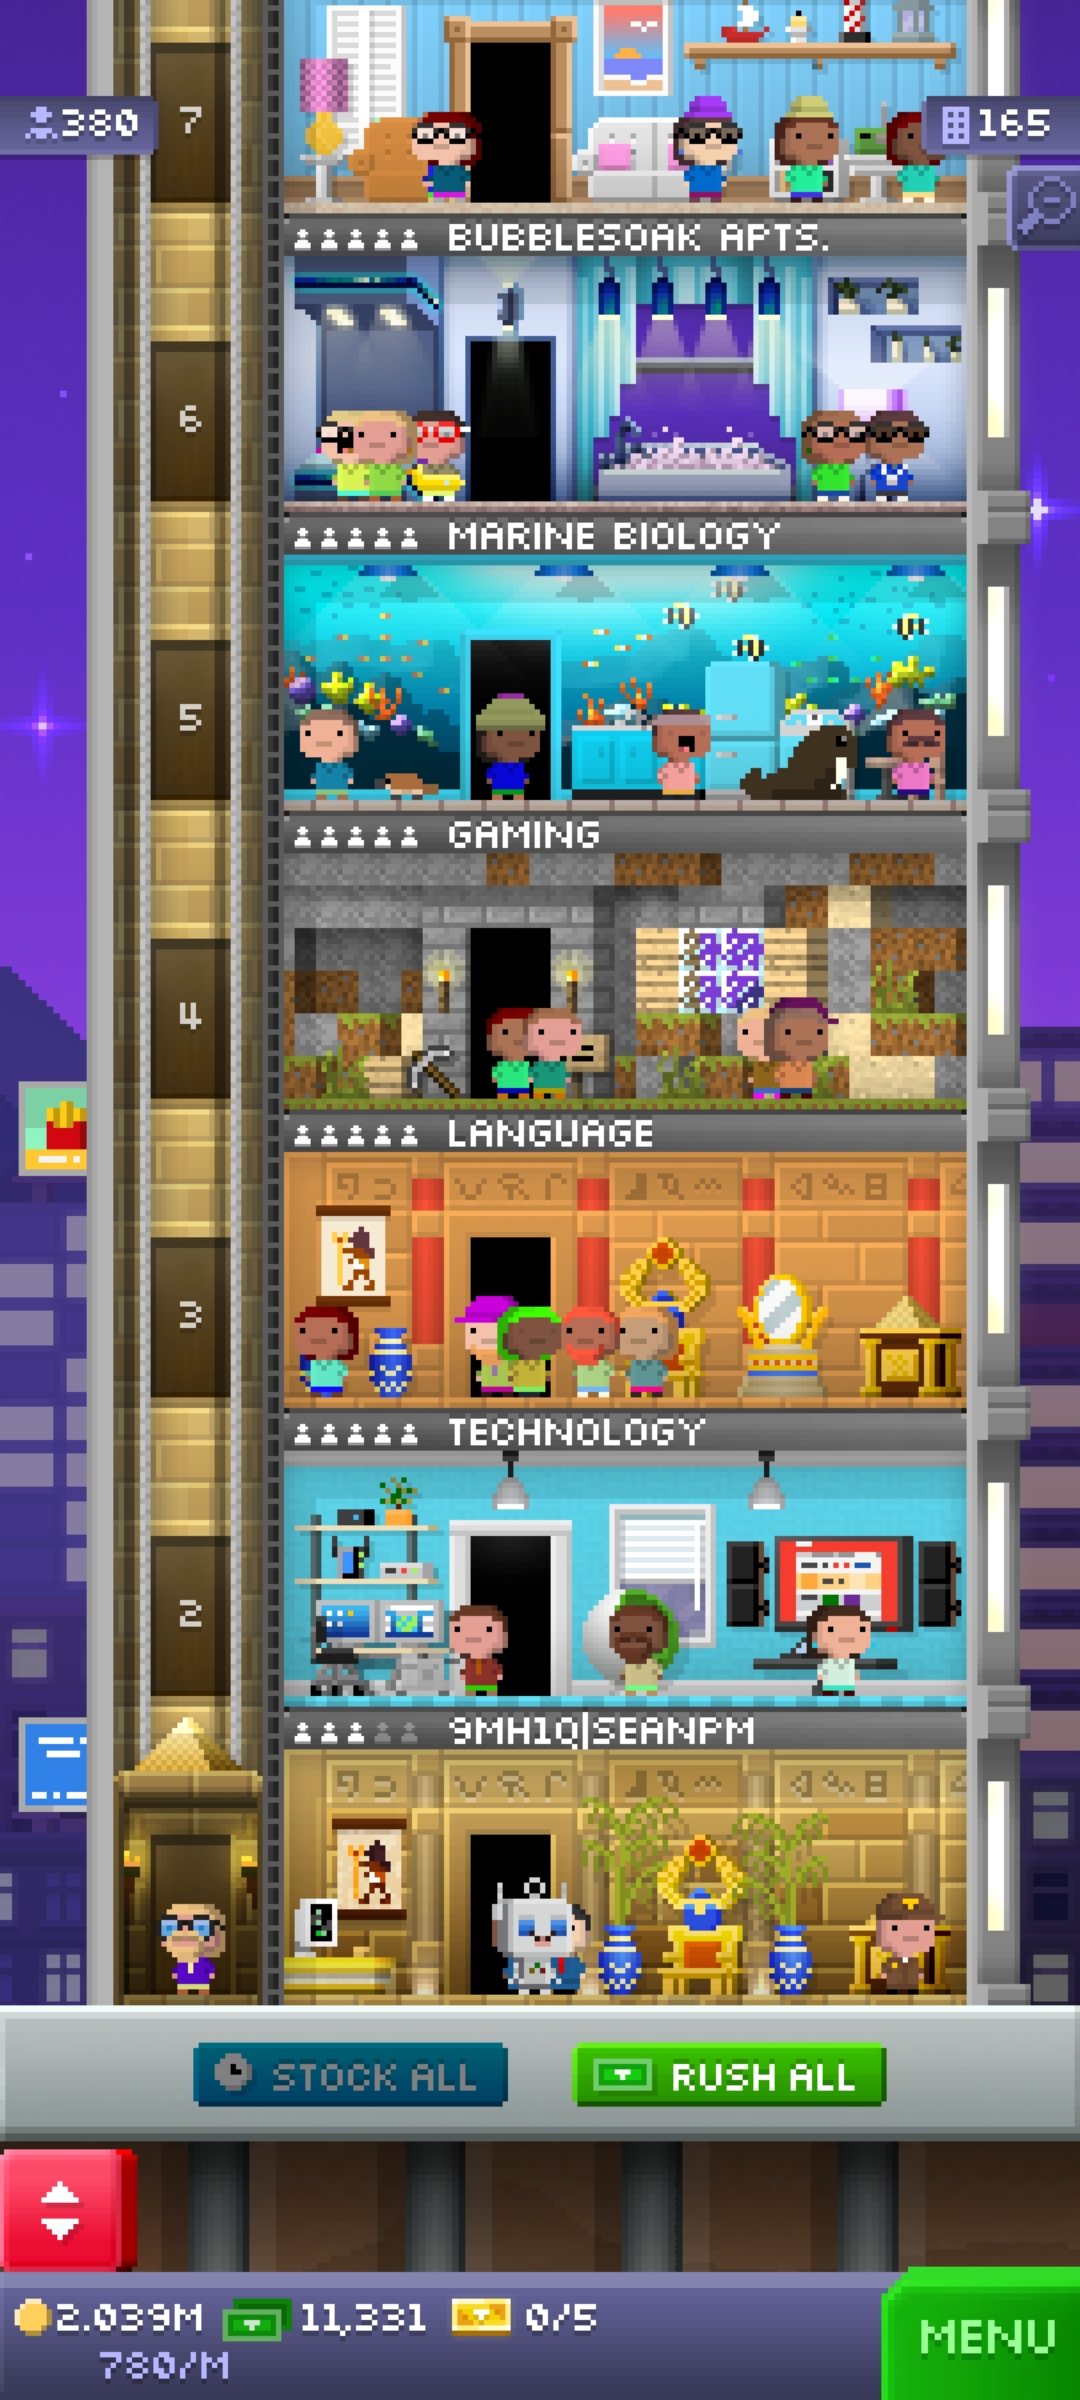 380
7
165
BUBBLESOAK APTS.
6
MARINE BIOLOGY
5
GAMING
4
LANGUAGE
3
TECHNOLOGY
2
9MH1Q|SEANPM
STOCK ALL
RUSH ALL
2.039M
11,331
0/5
780/M
MENU